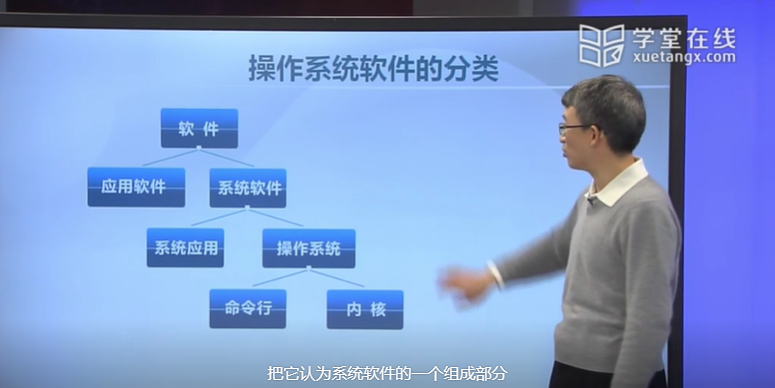 学堂在线
xuetangx.com
操作系统软件的分类
软 件
应用软件
系统软件
系统应用
操作系统
命令行
内 核
把它认为系统软件的一个组成部分